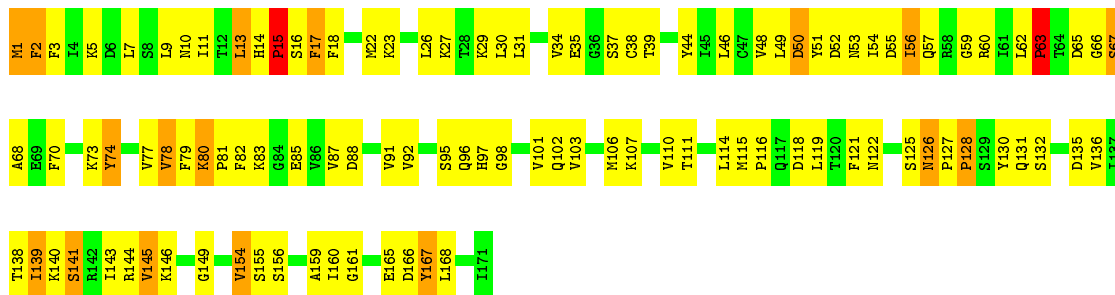 M1 F2 F3 I4 K5 D6 L7 S8 L9 N10 I11 T12 L13 H14 P15 S16 F17 F18 M22 K23 L26 K27 T28 K29 L30 L31 V34 E35 G36 S37 C38 T39 Y44 I45 L46 C47 V48 L49 D50 Y51 D52 N53 I54 D55 I56 Q57 R58 G59 R60 I61 L62 P63 T64 D65 G66 S67
A68 E69 F70 K73 Y74 V77 V78 F79 K80 P81 F82 K83 G84 E85 V86 V87 D88 V91 V92 S95 Q96 H97 G98 V101 Q102 V103 M106 K107 V110 T111 L114 M115 P116 Q117 D118 L119 T120 F121 N122 S125 N126 P127 P128 S129 Y130 Q131 S132 D135 V136 I137
T138 I139 K140 S141 R142 I143 R144 V145 K146 G149 V154 S155 S156 A159 I160 G161 E165 D166 Y167 L168 I171